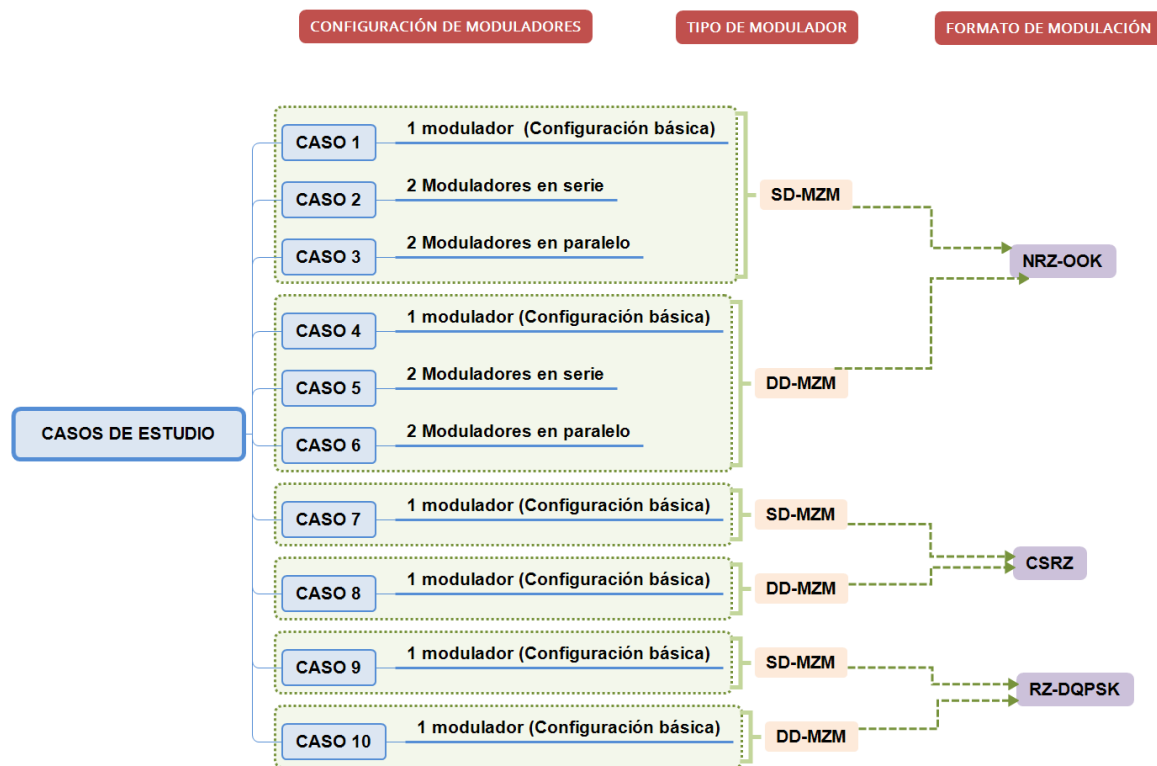 CONFIGURACIÓN DE MODULADORES
TIPO DE MODULADOR
FORMATO DE MODULACIÓN
CASOS DE ESTUDIO
CASO 1
1 modulador (Configuración básica)
CASO 2
2 Moduladores en serie
CASO 3
2 Moduladores en paralelo
SD-MZM
CASO 4
1 modulador (Configuración básica)
CASO 5
2 Moduladores en serie
CASO 6
2 Moduladores en paralelo
DD-MZM
NRZ-OOK
CASO 7
1 modulador (Configuración básica)
SD-MZM
CASO 8
1 modulador (Configuración básica)
DD-MZM
CSRZ
CASO 9
1 modulador (Configuración básica)
SD-MZM
CASO 10
1 modulador (Configuración básica)
DD-MZM
RZ-DQPSK